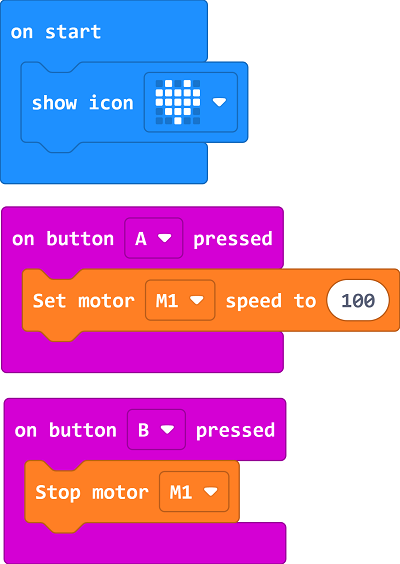 on start
show icon
on button A pressed
Set motor M1 speed to 100
on button B pressed
Stop motor M1